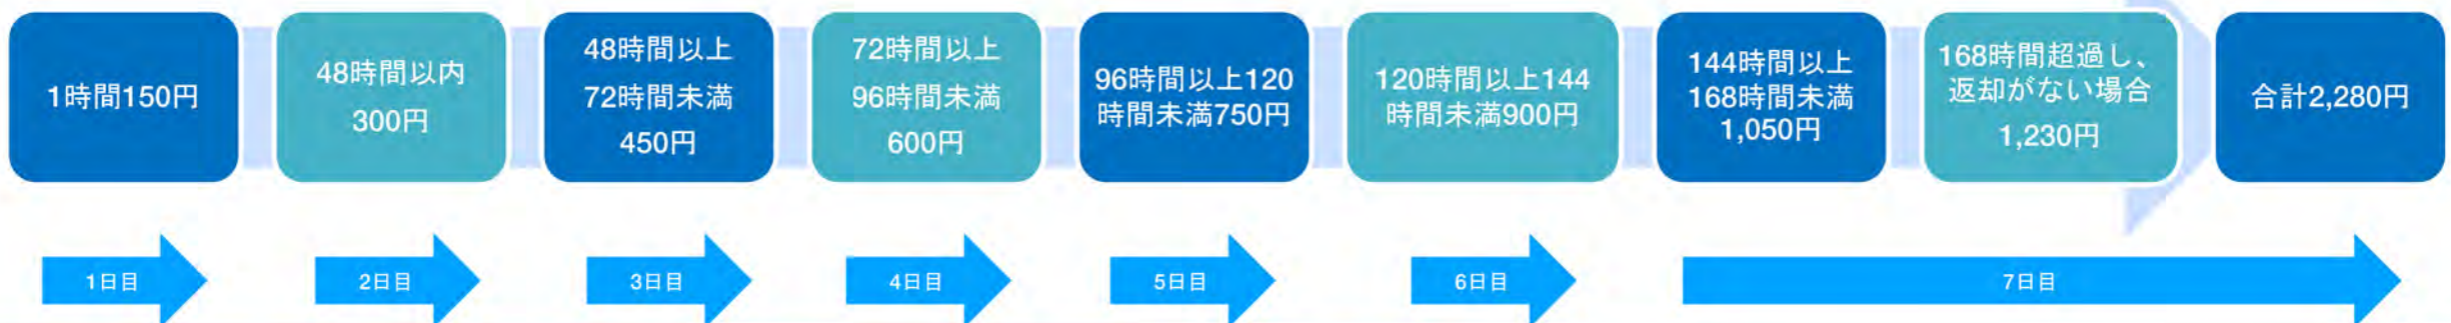 1時間150円
48時間以内
300円
48時間以上
72時間未満
450円
72時間以上
96時間未満
600円
96時間以上120
時間未満750円
120時間以上144
時間未満900円
144時間以上
168時間未満
1,050円
168時間超過し、
返却がない場合
1,230円
合計2,280円
1日目
2日目
3日目
4日目
5日目
6日目
7日目